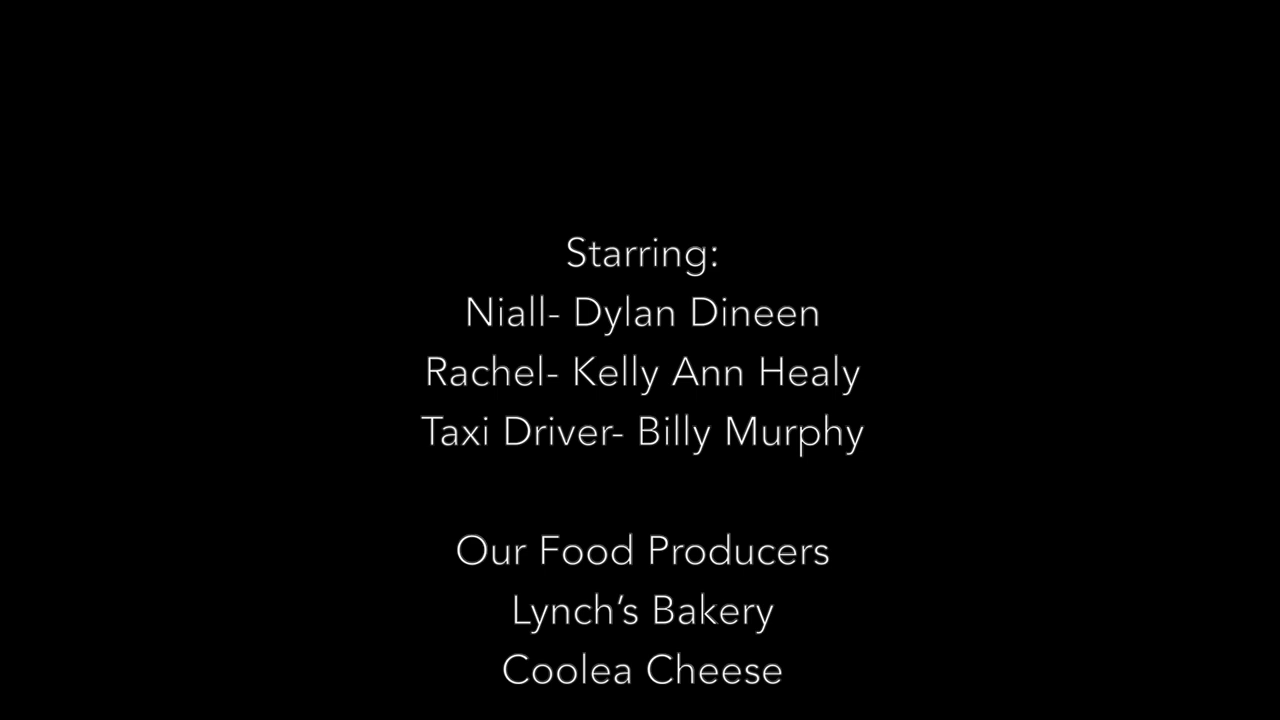 Starring:
Niall- Dylan Dineen
Rachel- Kelly Ann Healy
Taxi Driver- Billy Murphy
Our Food Producers
Lynch’s Bakery
Coolea Cheese